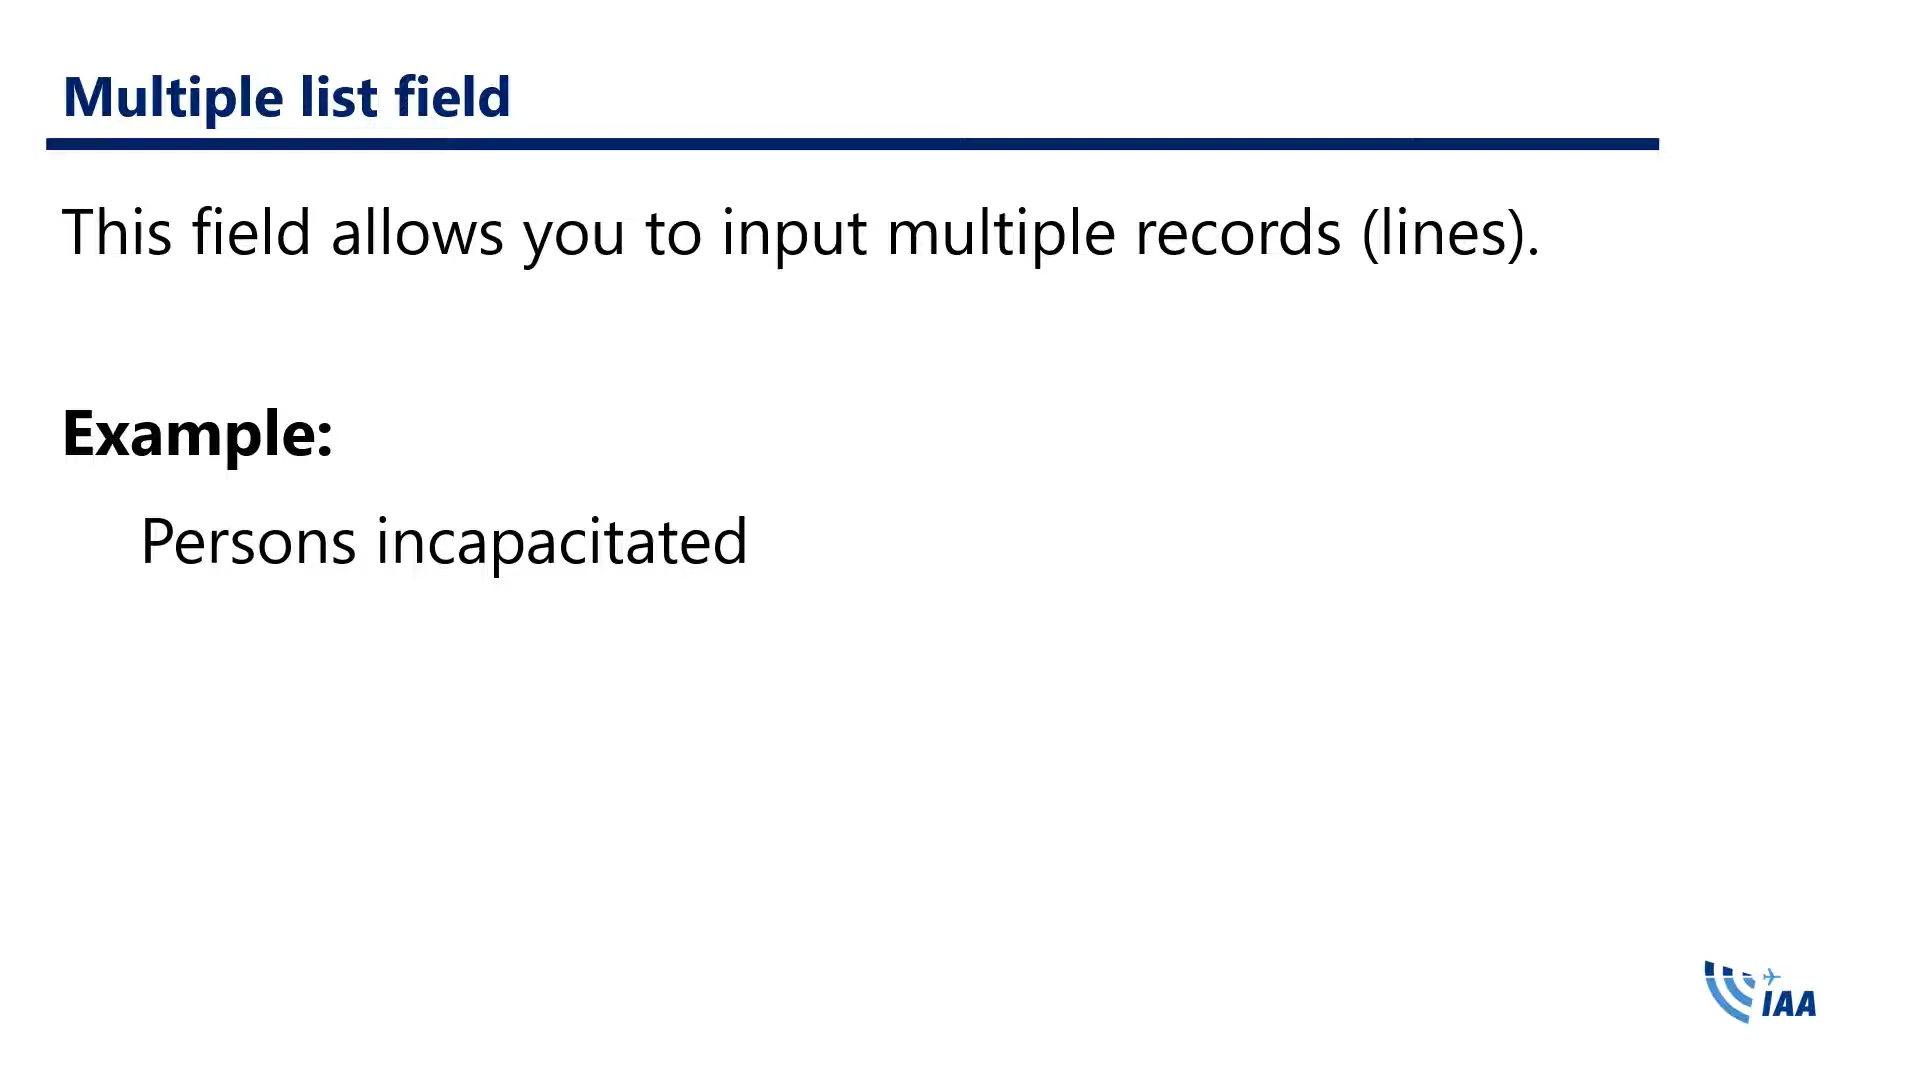 Multiple list field
This field allows you to input multiple records (lines).
Example:
Persons incapacitated
IAA